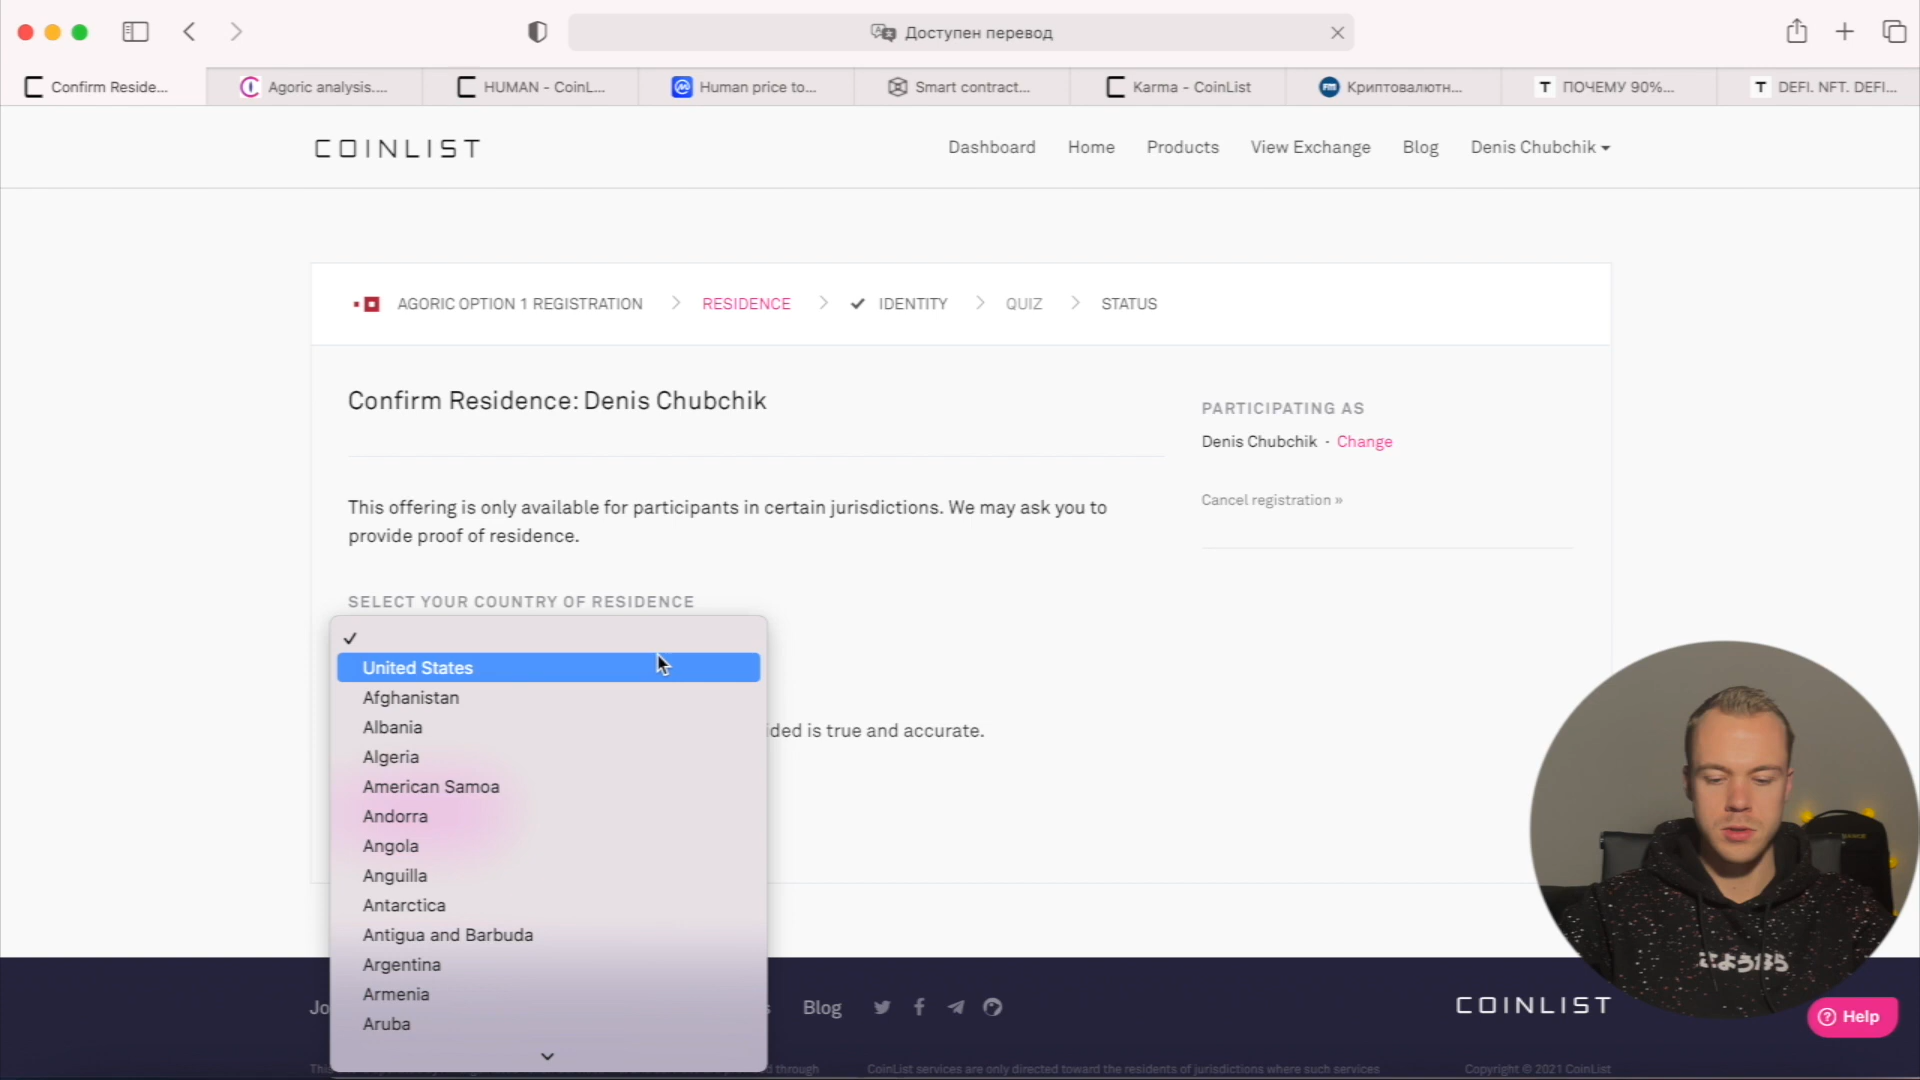 Доступен перевод
Confirm Reside...
Agoric analysis....
HUMAN - CoinL...
Human price to...
Smart contract...
Karma - CoinList
Криптовалютн...
T ПОЧЕМУ 90%...
T DEFI. NFT. DEFI...
COINLIST
Dashboard
Home
Products
View Exchange
Blog
Denis Chubchik
AGORIC OPTION 1 REGISTRATION
RESIDENCE
IDENTITY
QUIZ
STATUS
Confirm Residence: Denis Chubchik
This offering is only available for participants in certain jurisdictions. We may ask you to
provide proof of residence.
PARTICIPATING AS
Denis Chubchik · Change
Cancel registration »
SELECT YOUR COUNTRY OF RESIDENCE
United States
Afghanistan
Albania
ided is true and accurate.
Algeria
American Samoa
Andorra
Angola
Anguilla
Antarctica
Antigua and Barbuda
Argentina
Armenia
Aruba
Jo
s
Blog
COINLIST
Help
through
CoinList services are only directed toward the residents of jurisdictions where such services
Copyright © 2021 CoinList